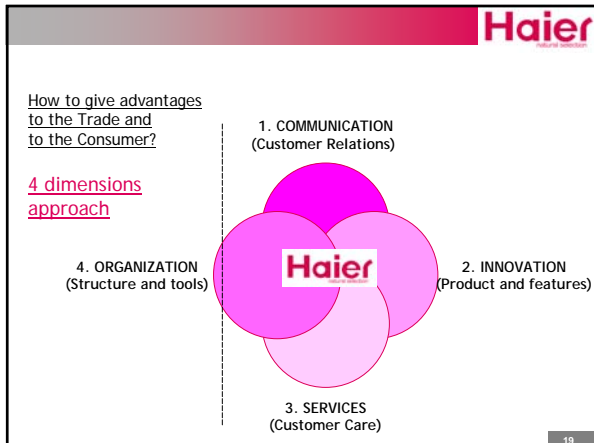 Haier
natural selection
How to give advantages
to the Trade and
to the Consumer?
4 dimensions
approach
1. COMMUNICATION
(Customer Relations)
4. ORGANIZATION
(Structure and tools)
Haier
natural selection
2. INNOVATION
(Product and features)
3. SERVICES
(Customer Care)
19